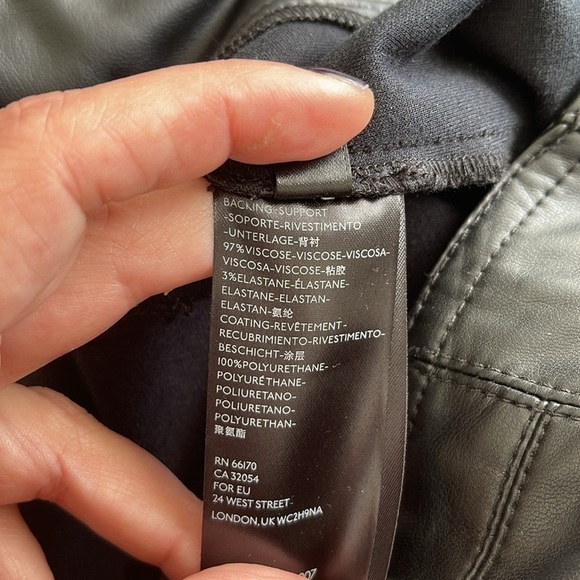 BACKING-SUPPORT
-SOPORTE-RIVESTIMENTO
-UNTERLAGE-背衬
97%VISCOSE-VISCOSE-VISCOSA-
VISCOSA-VISCOSE-粘胶
3%ELASTANE-ÉLASTANE-
ELASTANE-ELASTAN-
ELASTAN-氨纶
COATING-REVÊTEMENT-
RECUBRIMENTO-RIVESTIMENTO-
BESCHICHT-涂层
100%POLYURETHANE-
POLYURÉTHANE-
POLIURETANO-
POLIURETANO-
POLYURETHAN-
聚氨酯
RN 66170
CA 32054
FOR EU
24 WEST STREET
LONDON, UK WC2H9NA